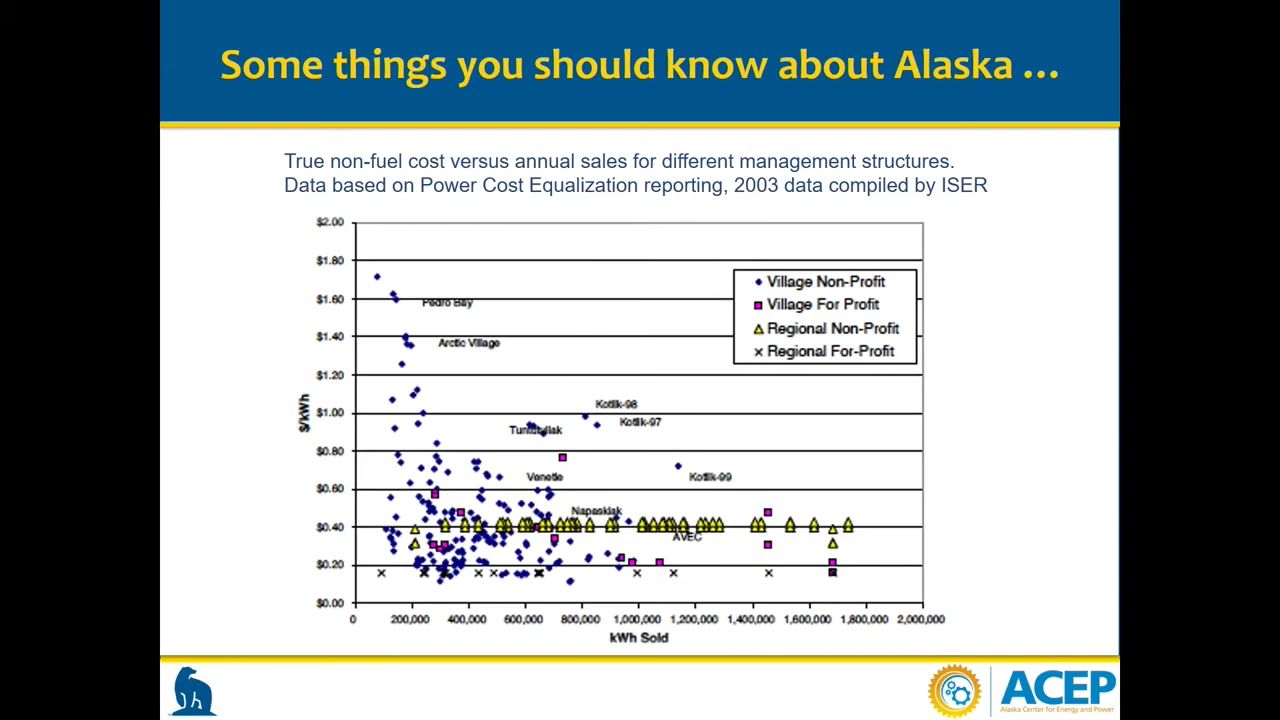 Some things you should know about Alaska ...
True non-fuel cost versus annual sales for different management structures.
Data based on Power Cost Equalization reporting, 2003 data compiled by ISER
$2.00
$1.80
$1.60
$1.40
$1.20
$1.00
$0.80
$0.60
$0.40
$0.20
$0.00
$/kWh
Village Non-Profit
Village For Profit
Regional Non-Profit
Regional For-Profit
Pedro Bay
Arctic Village
Kotlik-98
Kotlik-97
Tuntutuliak
Venetie
Kotlik-99
Napaskiak
AVEC
0 200,000 400,000 600,000 800,000 1,000,000 1,200,000 1,400,000 1,600,000 1,800,000 2,000,000
kWh Sold
ACEP
Alaska Center for Energy and Power